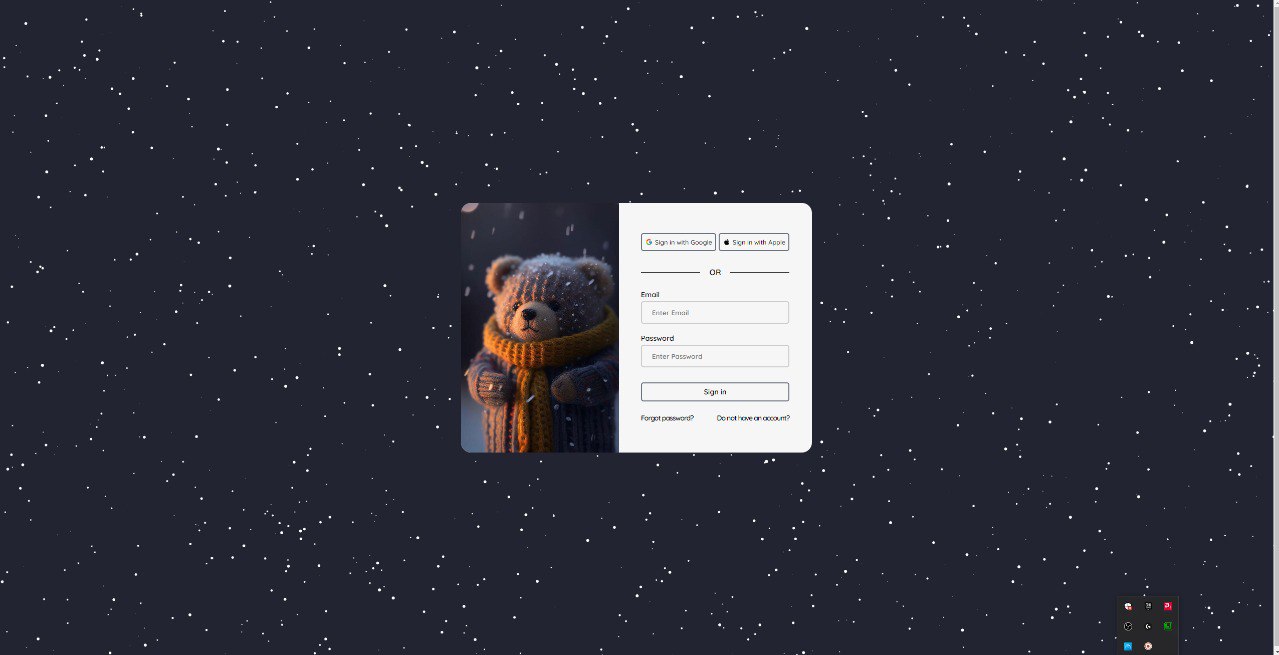 Sign in with Google Sign in with Apple
OR
Email
Enter Email
Password
Enter Password
Sign in
Forgot password? Do not have an account?